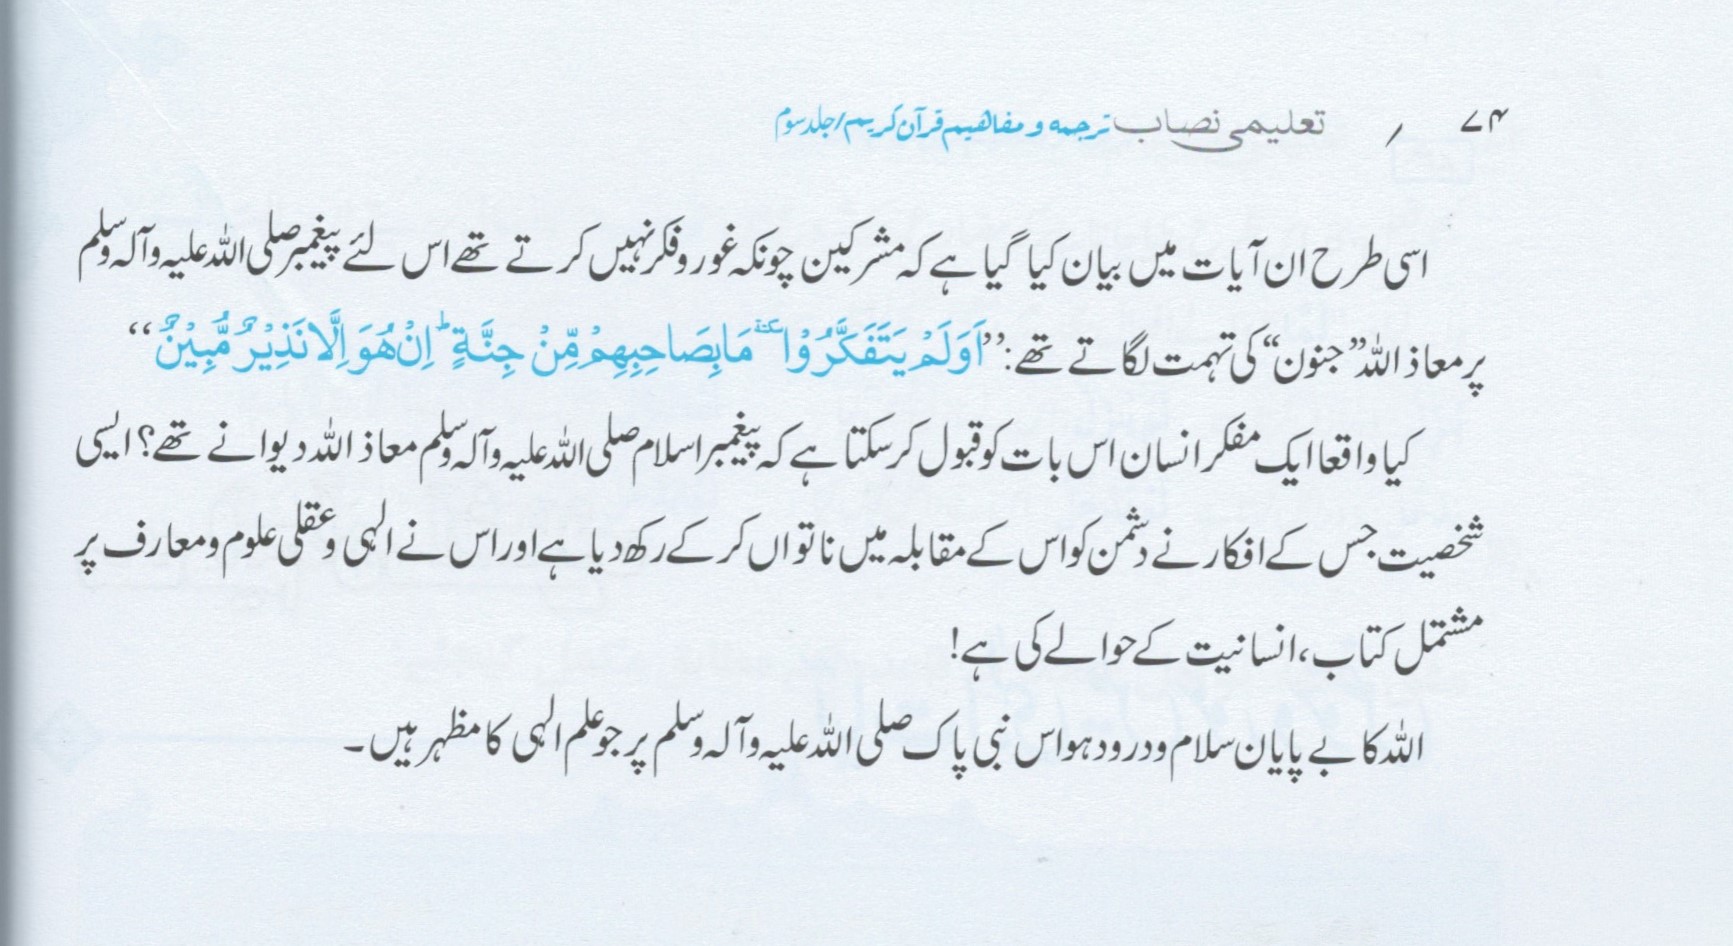 ۷۴ / تعلیمی نصاب ترجمہ و مفاھیم قرآن کریم/جلد سوم
اسی طرح ان آیات میں بیان کیا گیا ہے کہ مشرکین چونکہ غور و فکر نہیں کرتے تھے اس لئے پیغمبر صلی اللہ علیہ وآلہ وسلم
پر معاذ اللہ ”جنون“ کی تہمت لگاتے تھے: ”اَوَلَمْ يَتَفَكَّرُوْا ٚ مَا بِصَاحِبِهِمْ مِّنْ جِنَّةٍ ؕ اِنْ هُوَ اِلَّا نَذِيْرٌ مُّبِيْنٌ“
کیا واقعا ایک مفکر انسان اس بات کو قبول کر سکتا ہے کہ پیغمبر اسلام صلی اللہ علیہ وآلہ وسلم معاذ اللہ دیوانے تھے؟ ایسی
شخصیت جس کے افکار نے دشمن کو اس کے مقابلہ میں ناتواں کر کے رکھ دیا ہے اور اس نے الہی و عقلی علوم و معارف پر
مشتمل کتاب، انسانیت کے حوالے کی ہے!
اللہ کا بے پایان سلام و درود ہو اس نبی پاک صلی اللہ علیہ وآلہ وسلم پر جو علم الہی کا مظہر ہیں۔